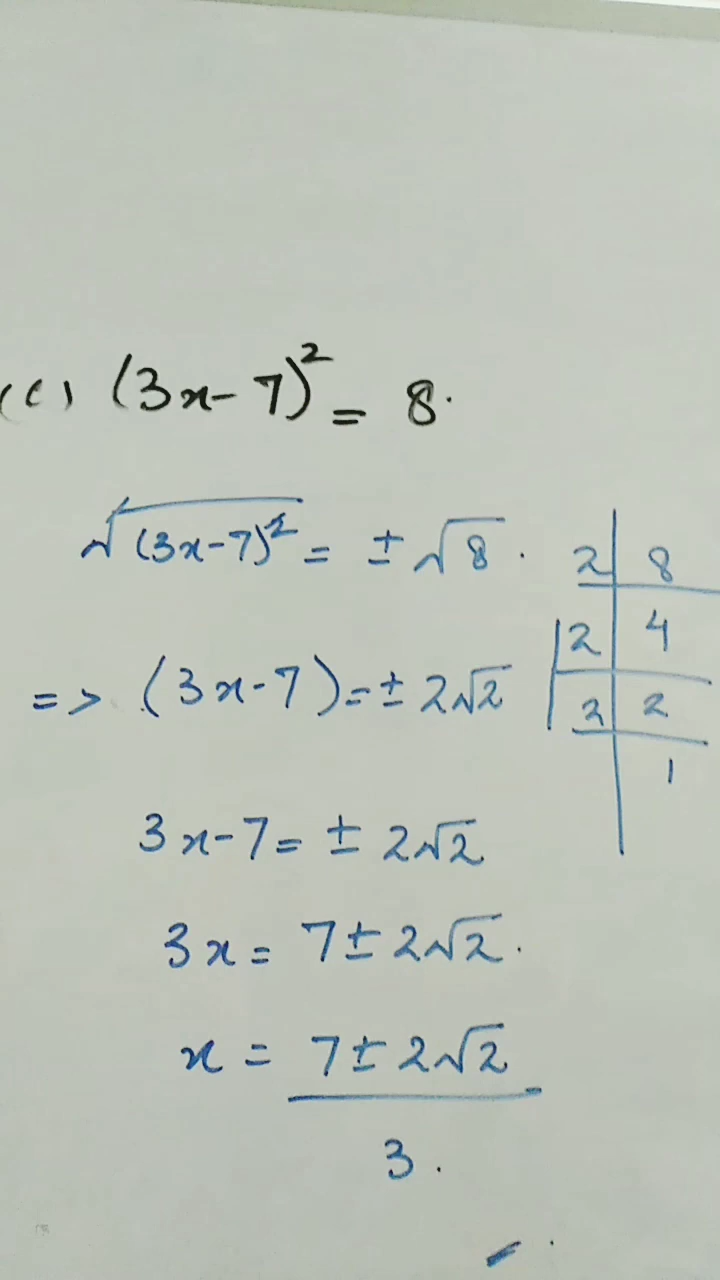 (c) (3x-7)² = 8.
√(3x-7)² = ± √8.
=> (3x-7) = ± 2√2
3x-7 = ± 2√2
3x = 7 ± 2√2.
x = 7 ± 2√2
3.
2 | 8
2 | 4
2 | 2
| 1